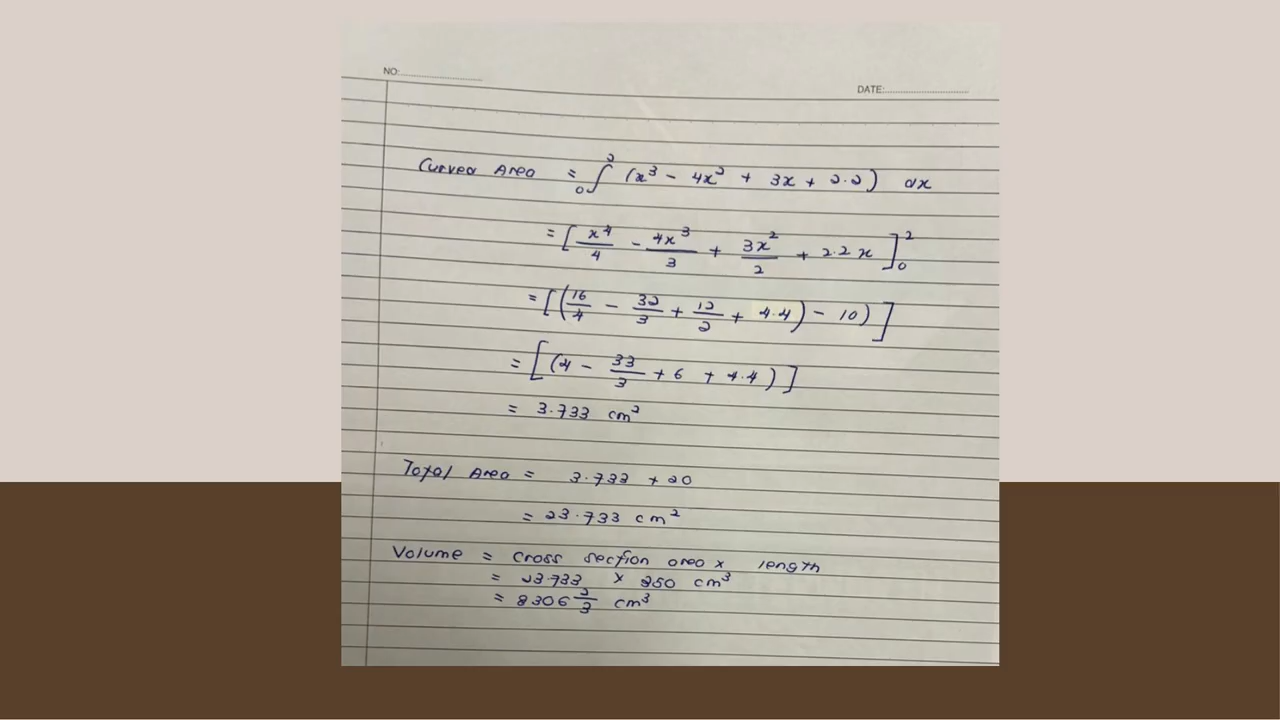 NO:
DATE:
Curved Area = ∫₀² (x³ - 4x² + 3x + 2.2) dx
= [x⁴/4 - 4x³/3 + 3x²/2 + 2.2x]₀²
= [(16/4 - 32/3 + 12/2 + 4.4) - 10)]
= [(4 - 33/3 + 6 + 4.4)]
= 3.733 cm²
Total Area = 3.733 + 20
= 23.733 cm²
Volume = cross section area x length
= 23.733 x 350 cm³
= 8306 2/3 cm³